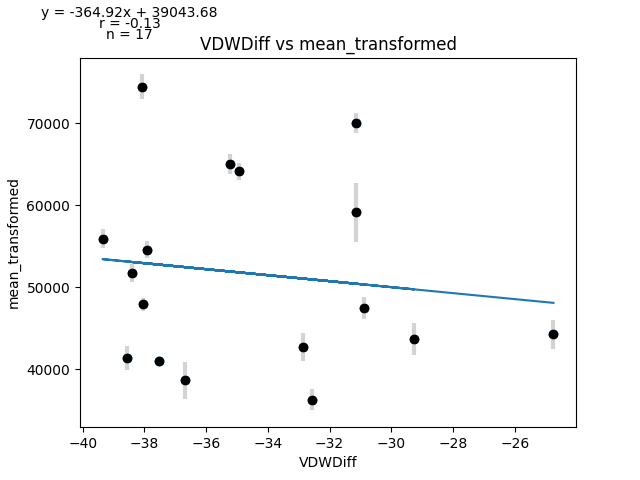 y = -364.92x + 39043.68
r = -0.13
n = 17
VDWDiff vs mean_transformed
mean_transformed
70000
60000
50000
40000
−40
−38
−36
−34
−32
−30
−28
−26
VDWDiff